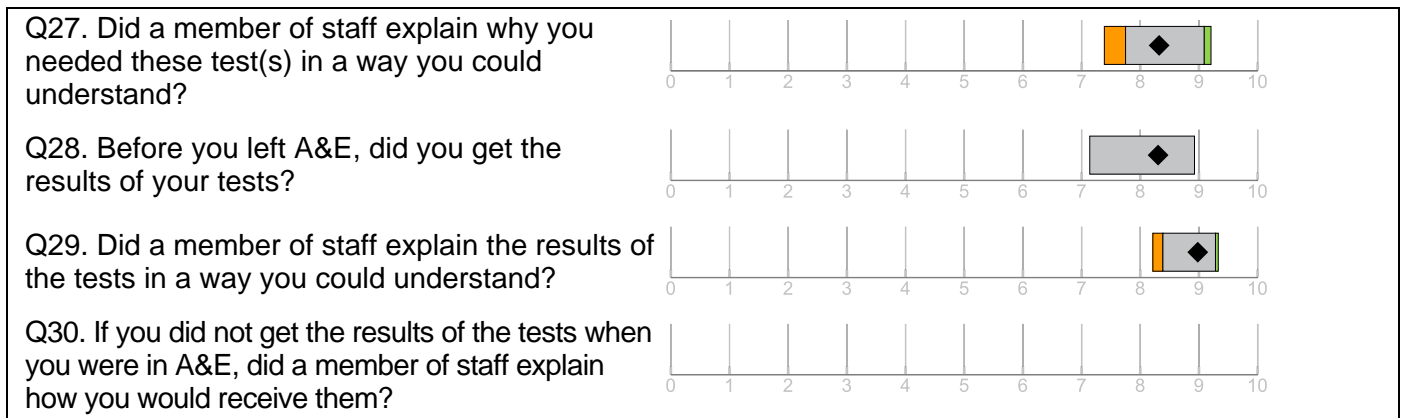 Q27. Did a member of staff explain why you
needed these test(s) in a way you could
understand?
0 1 2 3 4 5 6 7 8 9 10
Q28. Before you left A&E, did you get the
results of your tests?
0 1 2 3 4 5 6 7 8 9 10
Q29. Did a member of staff explain the results of
the tests in a way you could understand?
0 1 2 3 4 5 6 7 8 9 10
Q30. If you did not get the results of the tests when
you were in A&E, did a member of staff explain
how you would receive them?
0 1 2 3 4 5 6 7 8 9 10